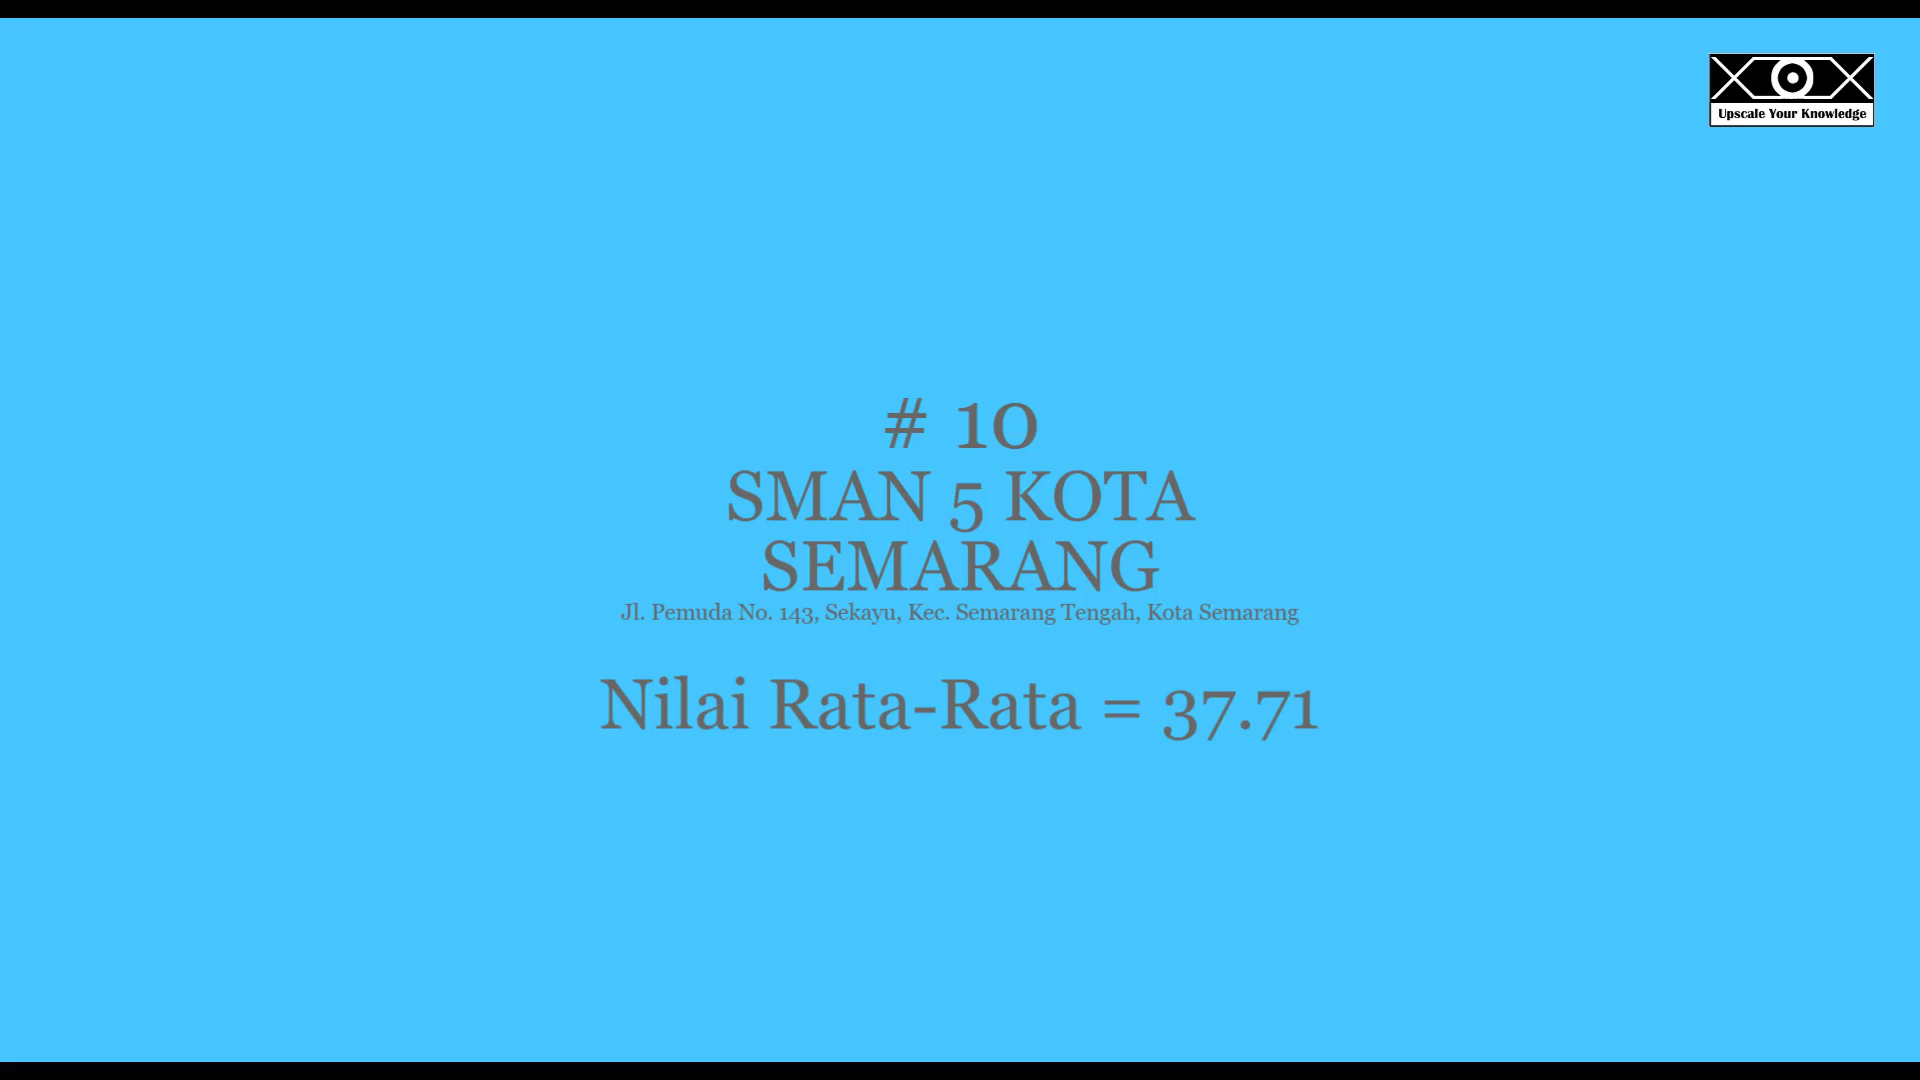 XOX
Upscale Your Knowledge
# 10
SMAN 5 KOTA
SEMARANG
Jl. Pemuda No. 143, Sekayu, Kec. Semarang Tengah, Kota Semarang
Nilai Rata-Rata = 37.71